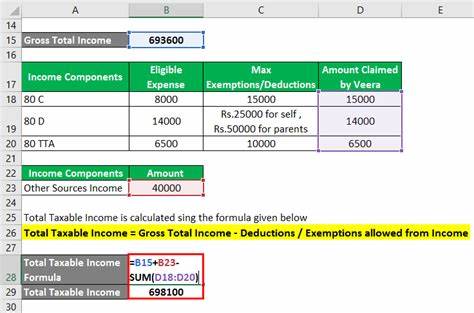 A B C D E
14
15 Gross Total Income 693600
16
17 Income Components Eligible Expense Max Exemptions/Deductions Amount Claimed by Veera
18 80 C 8000 15000 15000
19 80 D 14000 Rs.25000 for self , Rs.50000 for parents 14000
20 80 TTA 6500 10000 6500
21
22 Income Components Amount
23 Other Sources Income 40000
24
25 Total Taxable Income is calculated sing the formula given below
26 Total Taxable Income = Gross Total Income - Deductions / Exemptions allowed from Income
27
28 Total Taxable Income Formula =B15+B23-SUM(D18:D20)
29 Total Taxable Income 698100